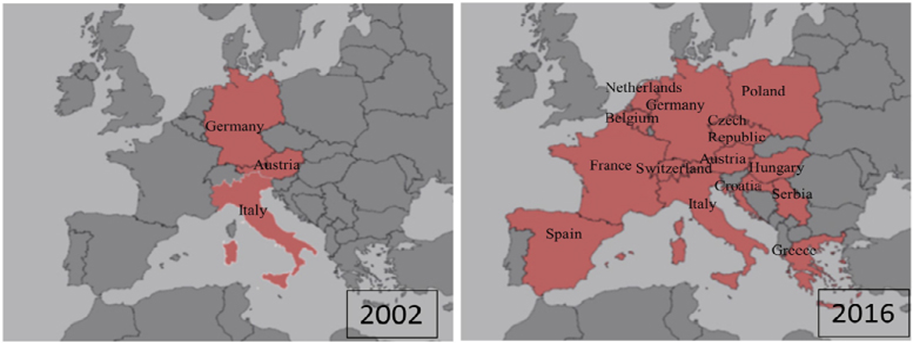 Germany
Austria
Italy
2002
Netherlands
Poland
Germany
Belgium
Czech
Republic
France
Switzerland
Austria
Hungary
Croatia
Serbia
Italy
Spain
Greece
2016